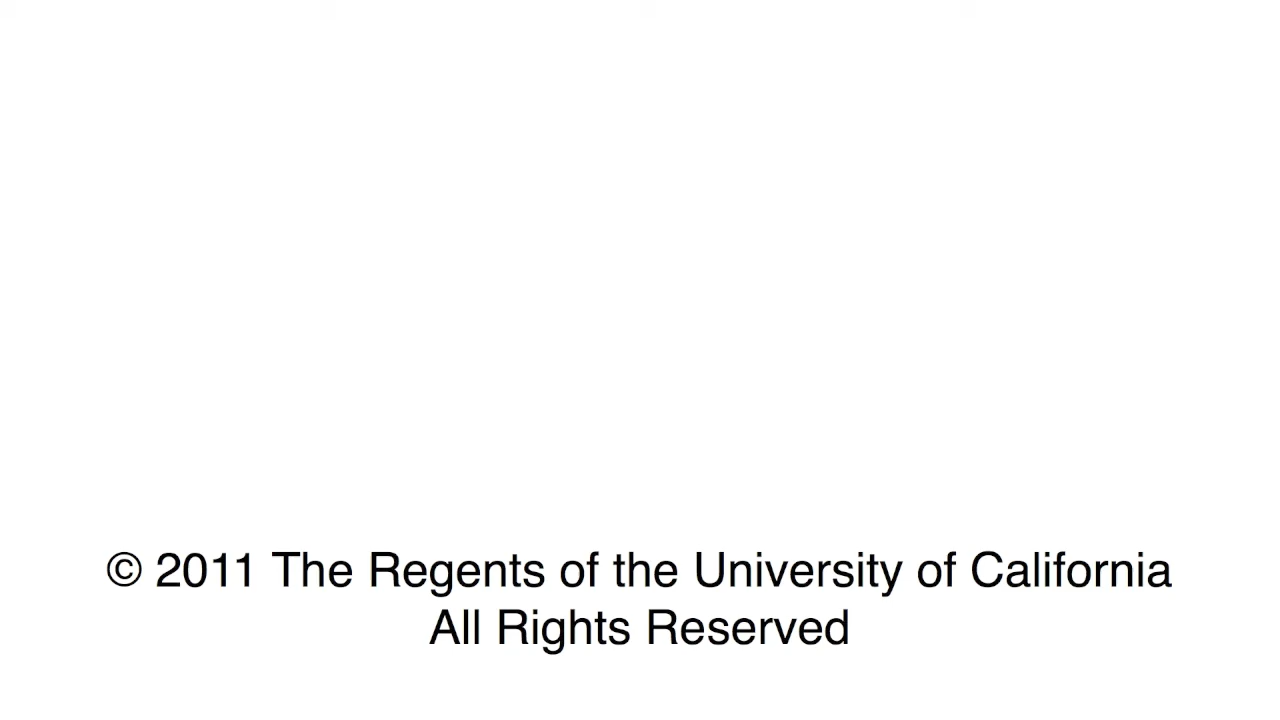 © 2011 The Regents of the University of California
All Rights Reserved